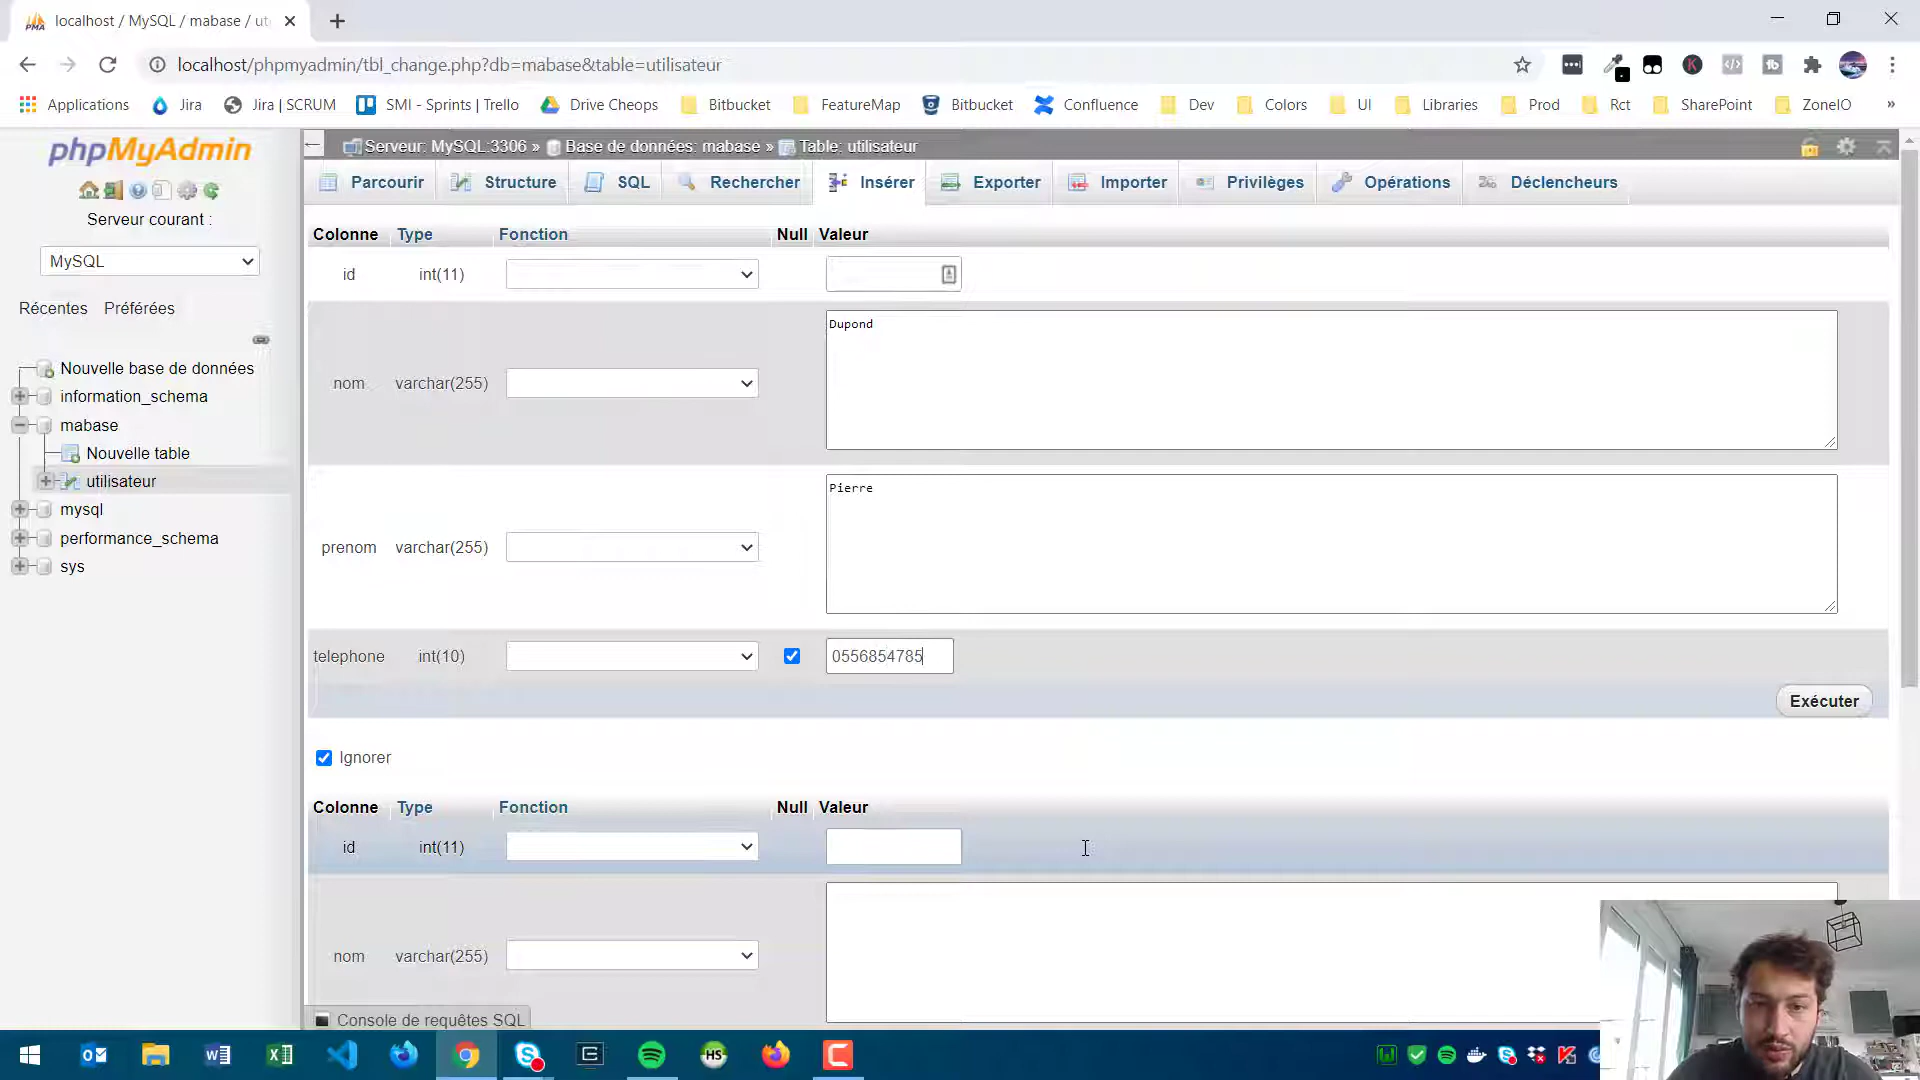 localhost / MySQL / mabase / ut
localhost/phpmyadmin/tbl_change.php?db=mabase&table=utilisateur
Applications Jira Jira | SCRUM SMI - Sprints | Trello Drive Cheops Bitbucket FeatureMap Bitbucket Confluence Dev Colors UI Libraries Prod Rct SharePoint ZoneIO »
phpMyAdmin
Serveur courant :
MySQL
Récentes Préférées
Nouvelle base de données
information_schema
mabase
Nouvelle table
utilisateur
mysql
performance_schema
sys
Serveur: MySQL:3306 » Base de données: mabase » Table: utilisateur
Parcourir Structure SQL Rechercher Insérer Exporter Importer Privilèges Opérations Déclencheurs
Colonne Type Fonction Null Valeur
id int(11)
nom varchar(255) Dupond
prenom varchar(255) Pierre
telephone int(10) 0556854785
Exécuter
Ignorer
Colonne Type Fonction Null Valeur
id int(11)
nom varchar(255)
Console de requêtes SQL